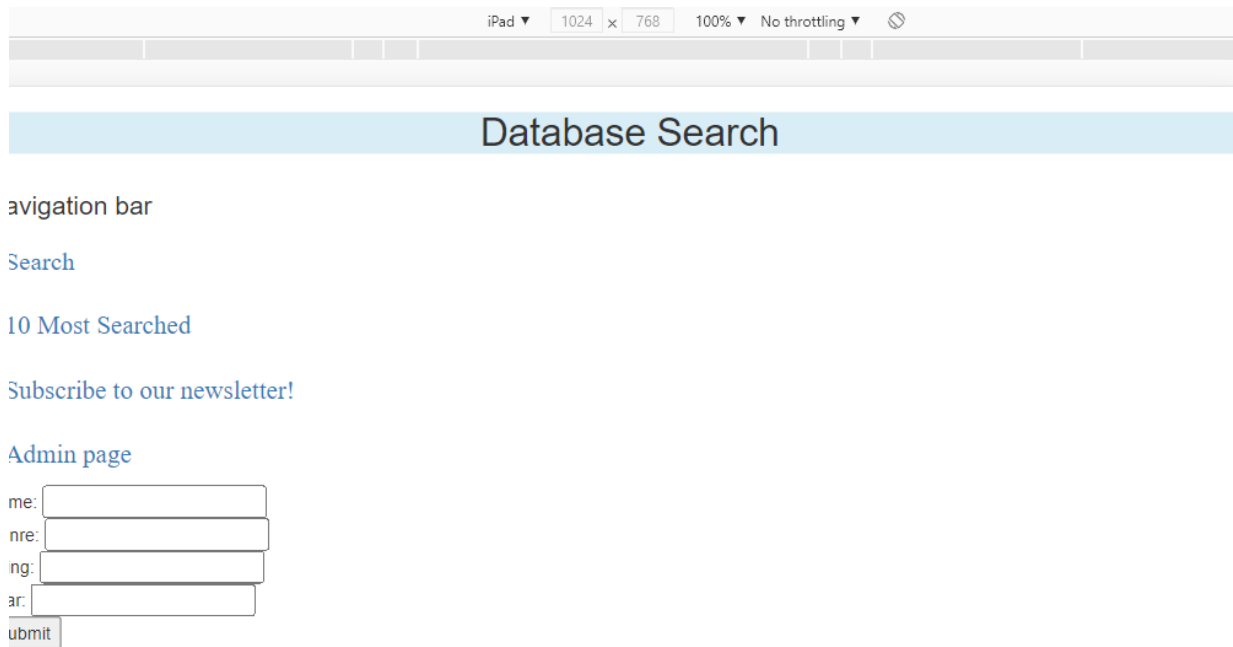 iPad ▼ 1024 x 768 100% ▼ No throttling ▼
Database Search
avigation bar
Search
10 Most Searched
Subscribe to our newsletter!
Admin page
me:
nre:
ing:
ar:
ubmit